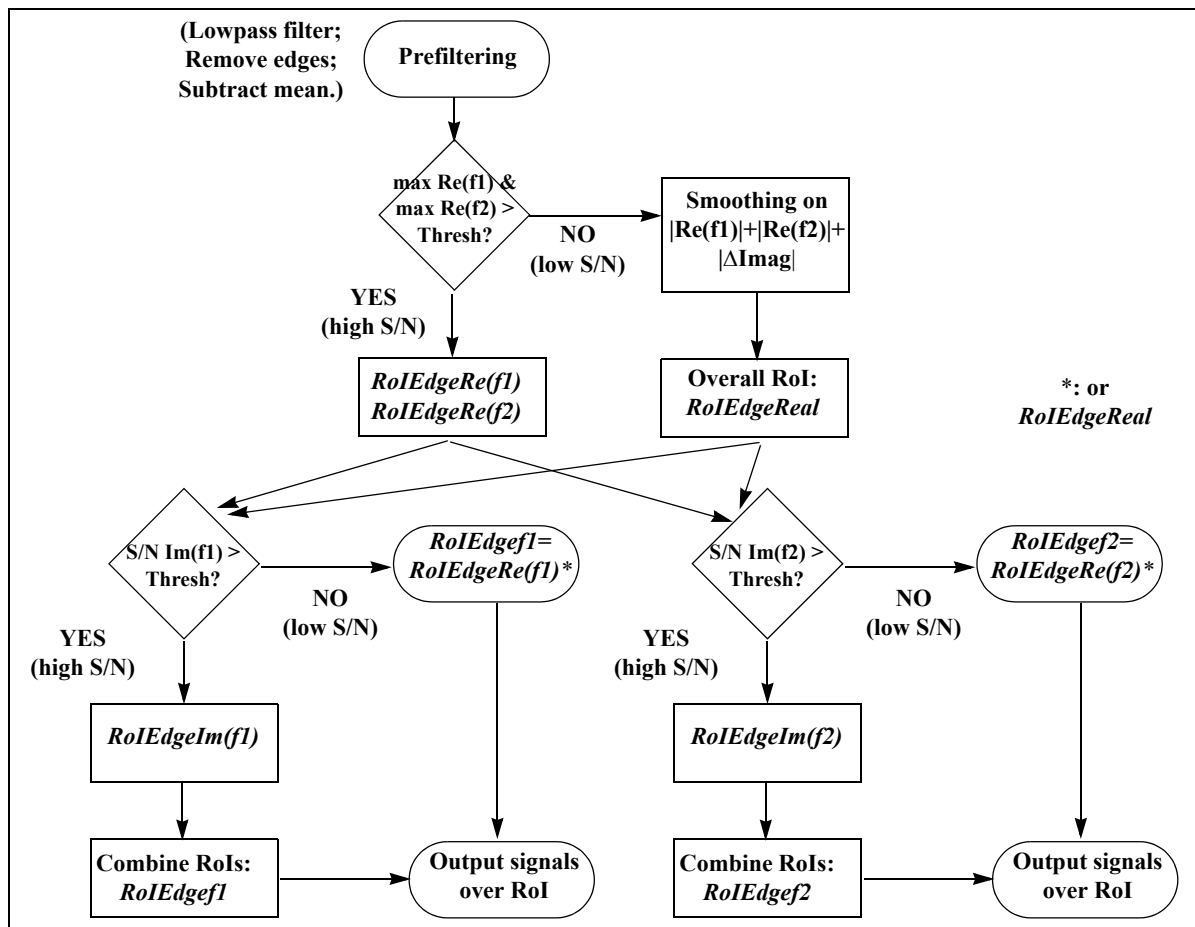 (Lowpass filter;
Remove edges;
Subtract mean.)
Prefiltering
max Re(f1) &
max Re(f2) >
Thresh?
NO
(low S/N)
Smoothing on
|Re(f1)|+|Re(f2)|+
|ΔImag|
YES
(high S/N)
RoIEdgeRe(f1)
RoIEdgeRe(f2)
Overall RoI:
RoIEdgeReal
*: or
RoIEdgeReal
S/N Im(f1) >
Thresh?
NO
(low S/N)
RoIEdgef1=
RoIEdgeRe(f1)*
YES
(high S/N)
S/N Im(f2) >
Thresh?
NO
(low S/N)
RoIEdgef2=
RoIEdgeRe(f2)*
YES
(high S/N)
RoIEdgeIm(f1)
RoIEdgeIm(f2)
Combine RoIs:
RoIEdgef1
Output signals
over RoI
Combine RoIs:
RoIEdgef2
Output signals
over RoI